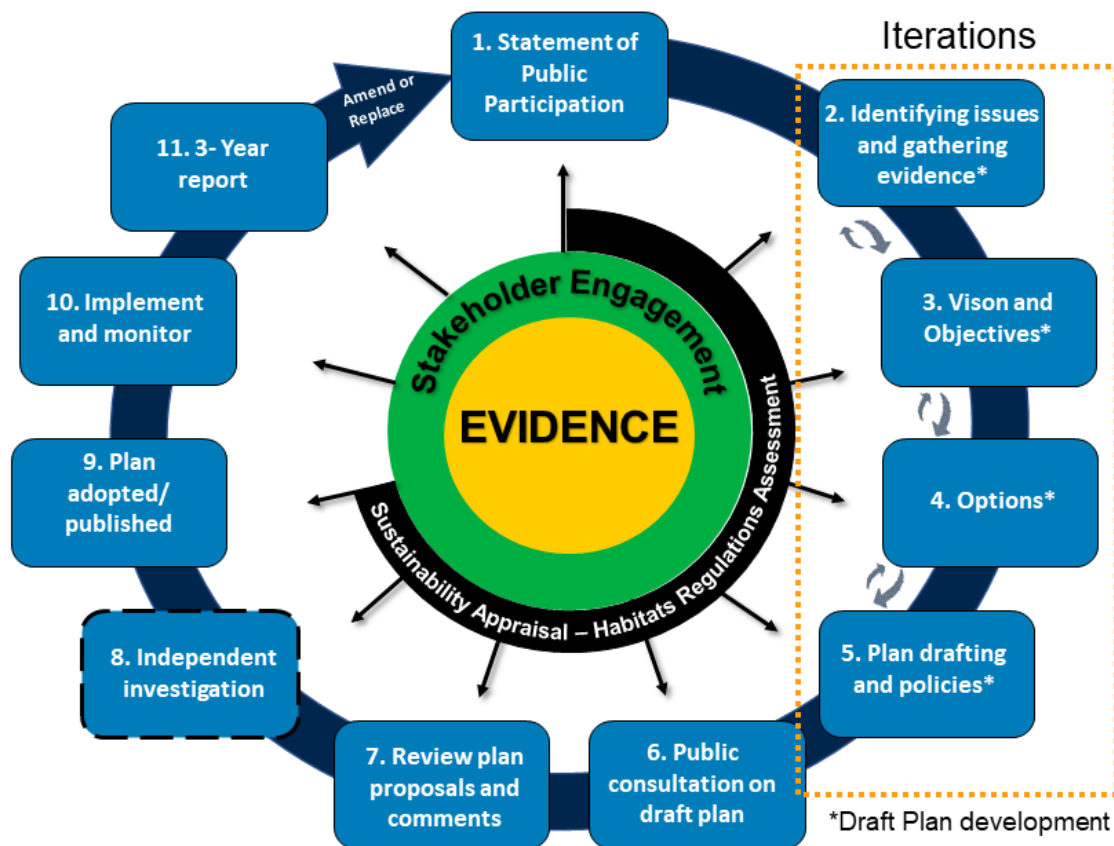 Iterations
1. Statement of
Public
Participation
2. Identifying issues
and gathering
evidence*
3. Vison and
Objectives*
4. Options*
5. Plan drafting
and policies*
*Draft Plan development
6. Public
consultation on
draft plan
7. Review plan
proposals and
comments
8. Independent
investigation
9. Plan
adopted/
published
10. Implement
and monitor
11. 3- Year
report
Amend or
Replace
Stakeholder Engagement
EVIDENCE
Sustainability Appraisal – Habitats Regulations Assessment